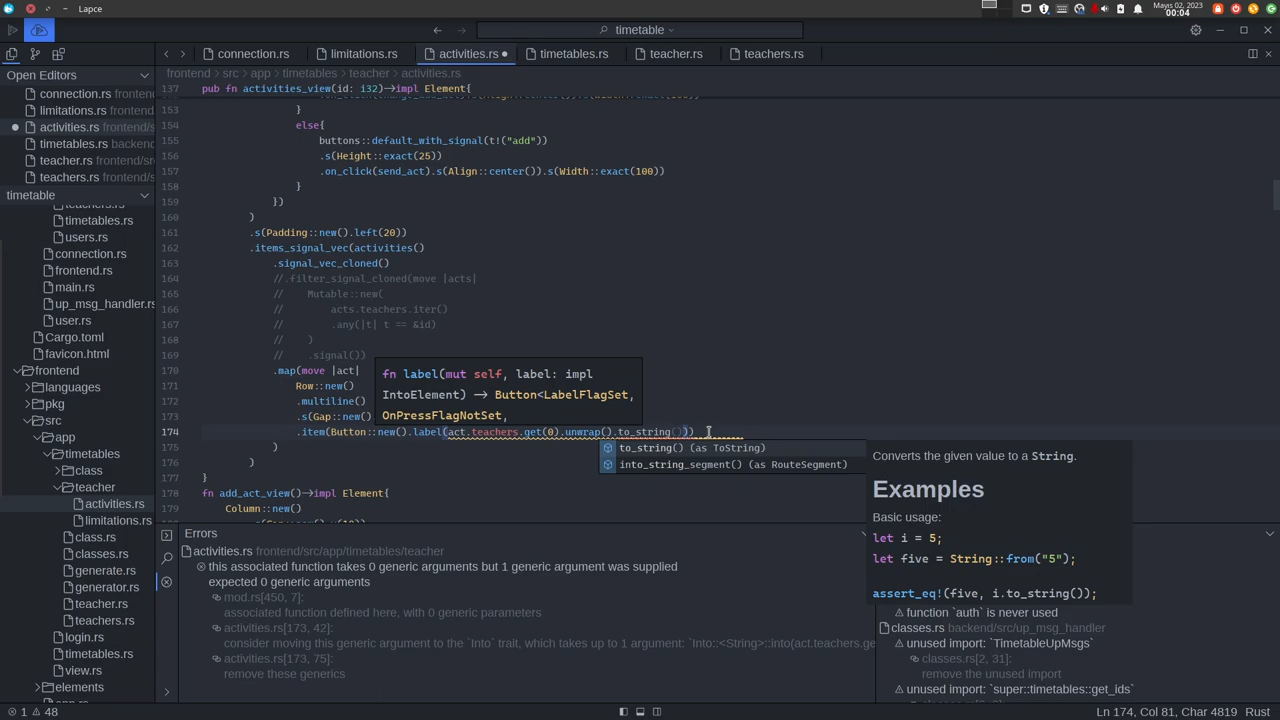 Lapce
Mayıs 02, 2023
00:04
timetable
connection.rs
limitations.rs
activities.rs
timetables.rs
teacher.rs
teachers.rs
Open Editors
connection.rs frontend
limitations.rs frontend
activities.rs frontend/s
timetables.rs backend
teacher.rs frontend/src
teachers.rs frontend/s
timetable
teachers.rs
timetables.rs
users.rs
connection.rs
frontend.rs
main.rs
up_msg_handler.rs
user.rs
Cargo.toml
favicon.html
frontend
languages
pkg
src
app
timetables
class
teacher
activities.rs
limitations.rs
class.rs
classes.rs
generate.rs
generator.rs
teacher.rs
teachers.rs
login.rs
timetables.rs
view.rs
elements
frontend src app timetables teacher activities.rs
137 pub fn activities_view(id: i32)->impl Element{
153 }
154 else{
155 buttons::default_with_signal(t!("add"))
156 .s(Height::exact(25))
157 .on_click(send_act).s(Align::center()).s(Width::exact(100))
158 }
159 })
160 )
161 .s(Padding::new().left(20))
162 .items_signal_vec(activities()
163 .signal_vec_cloned()
164 //.filter_signal_cloned(move |acts|
165 // Mutable::new(
166 // acts.teachers.iter()
167 // .any(|t| t == &id)
168 // )
169 // .signal())
170 .map(move |act|
171 Row::new()
172 .multiline()
173 .s(Gap::new()
174 .item(Button::new().label(act.teachers.get(0).unwrap().to_string()))
175 )
176 )
177 }
178 fn add_act_view()->impl Element{
179 Column::new()
fn label(mut self, label: impl
IntoElement) -> Button<LabelFlagSet,
OnPressFlagNotSet,
to_string() (as ToString)
into_string_segment() (as RouteSegment)
Converts the given value to a String.
Examples
Basic usage:
let i = 5;
let five = String::from("5");
assert_eq!(five, i.to_string());
Errors
activities.rs frontend/src/app/timetables/teacher
this associated function takes 0 generic arguments but 1 generic argument was supplied
expected 0 generic arguments
mod.rs[450, 7]:
associated function defined here, with 0 generic parameters
activities.rs[173, 42]:
consider moving this generic argument to the `Into` trait, which takes up to 1 argument: `Into::<String>::into(act.teachers.ge
activities.rs[173, 75]:
remove these generics
function `auth` is never used
classes.rs backend/src/up_msg_handler
unused import: `TimetableUpMsgs`
classes.rs[2, 31]:
remove the unused import
unused import: `super::timetables::get_ids`
1 48
Ln 174, Col 81, Char 4819 Rust